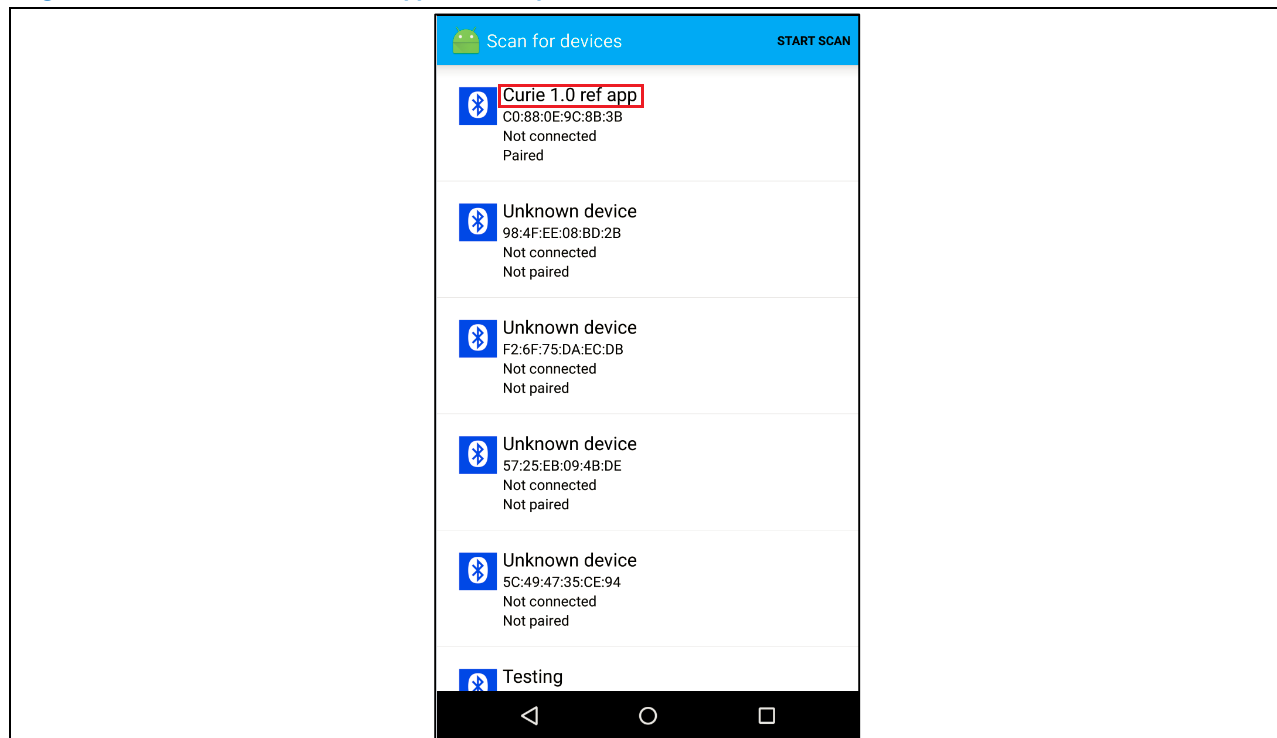 Scan for devices
START SCAN
Curie 1.0 ref app
C0:88:0E:9C:8B:3B
Not connected
Paired
Unknown device
98:4F:EE:08:BD:2B
Not connected
Not paired
Unknown device
F2:6F:75:DA:EC:DB
Not connected
Not paired
Unknown device
57:25:EB:09:4B:DE
Not connected
Not paired
Unknown device
5C:49:47:35:CE:94
Not connected
Not paired
Testing